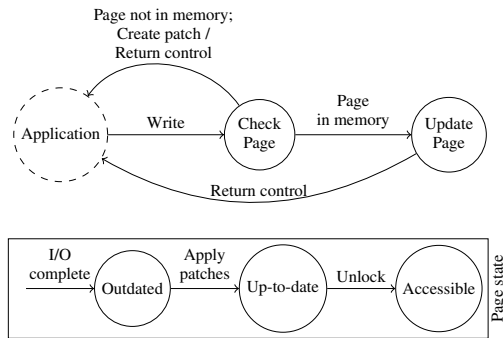 Page not in memory;
Create patch /
Return control
Application
Write
Check
Page
Page
in memory
Update
Page
Return control
I/O
complete
Outdated
Apply
patches
Up-to-date
Unlock
Accessible
Page state